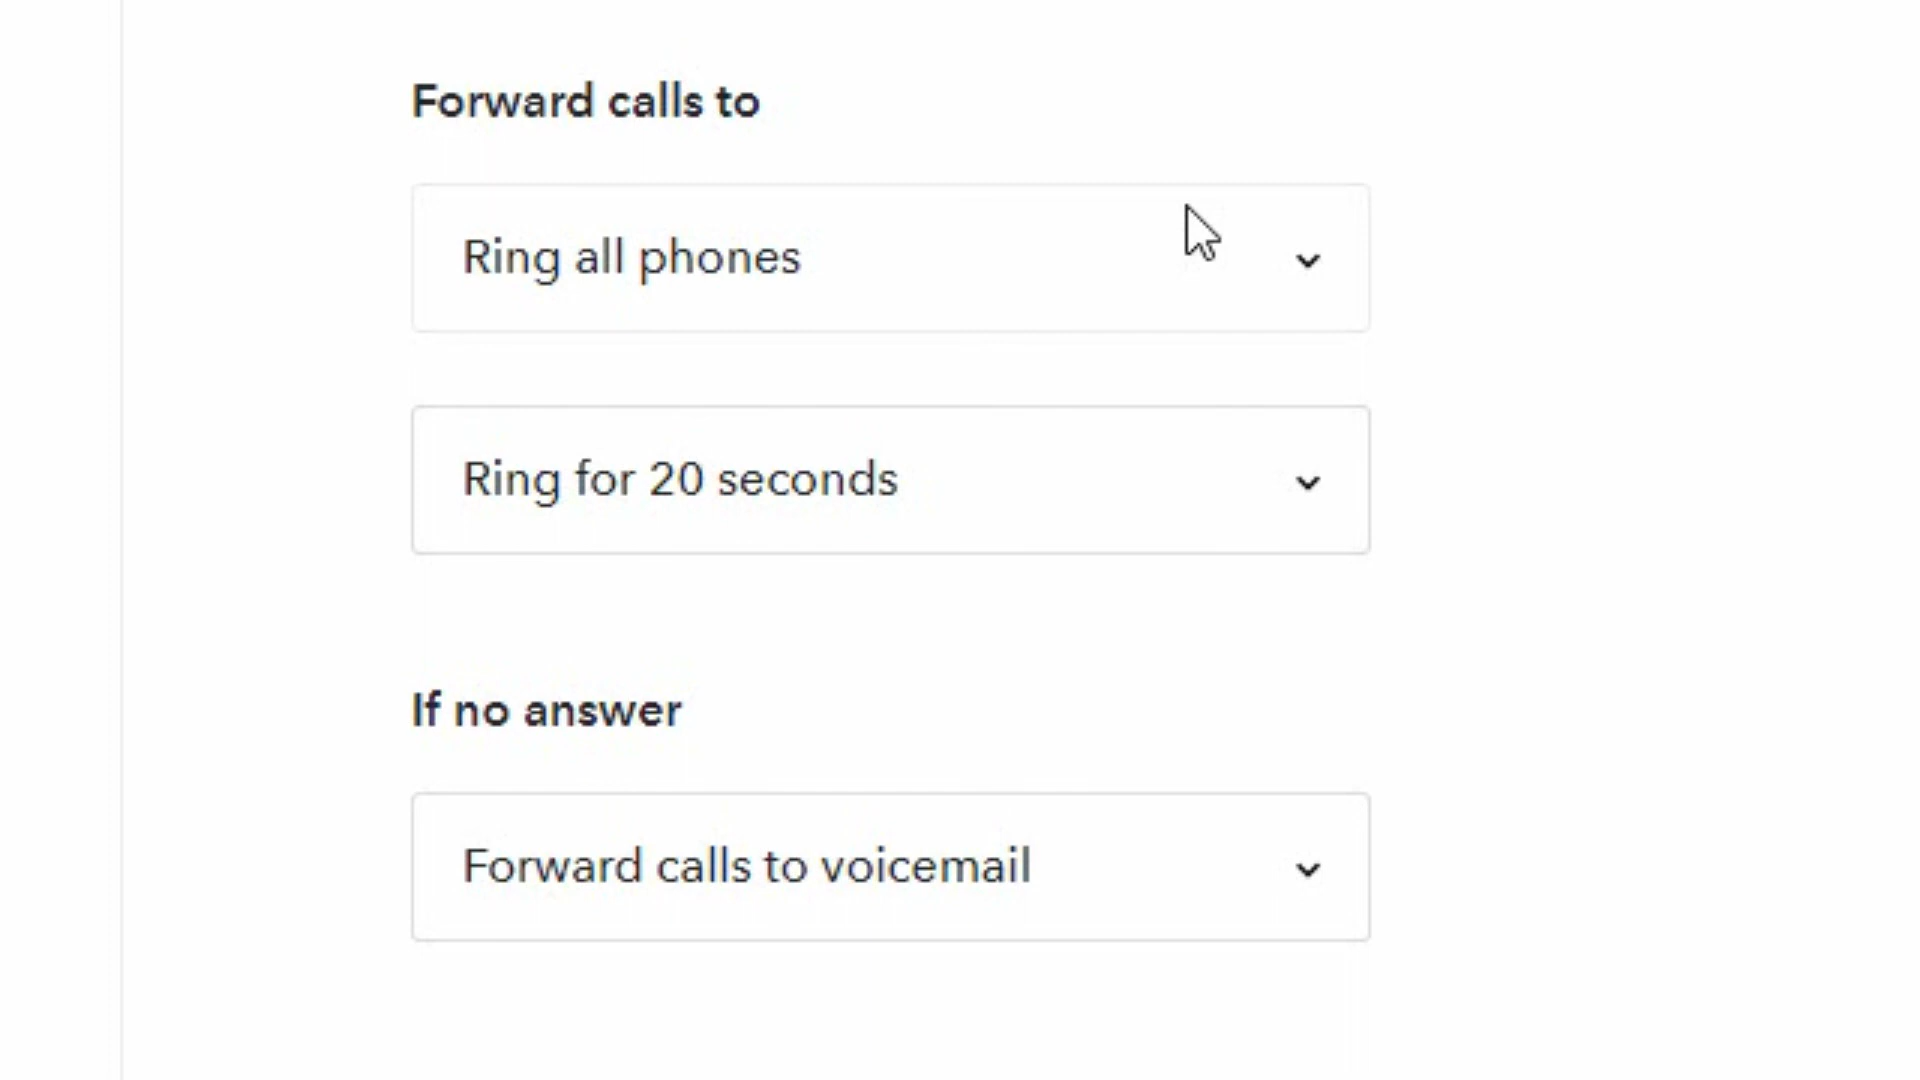 Forward calls to
Ring all phones
Ring for 20 seconds
If no answer
Forward calls to voicemail